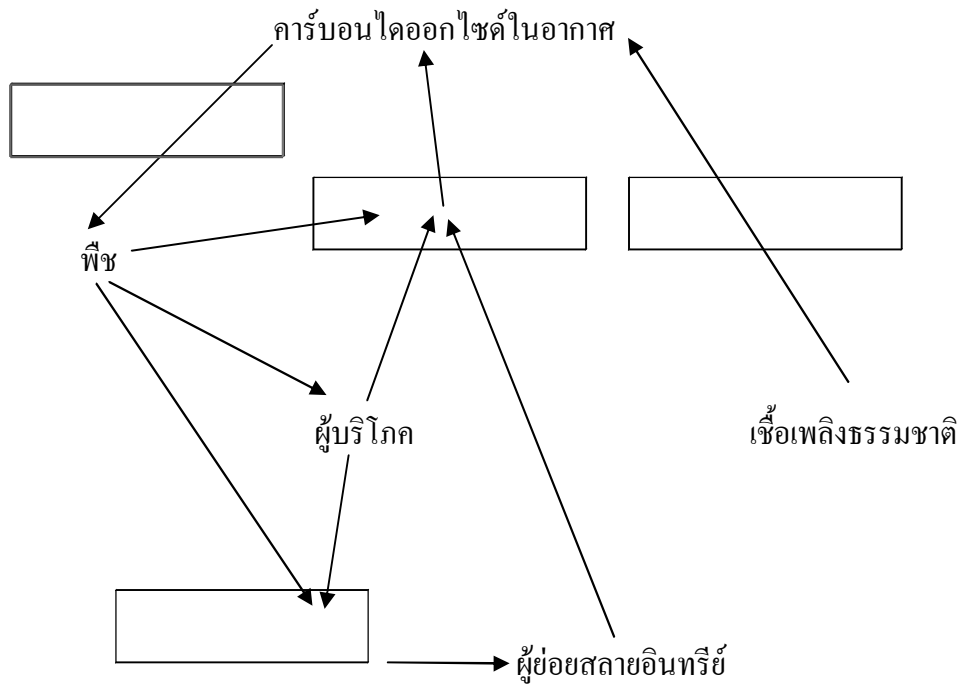 คาร์บอนไดออกไซด์ในอากาศ
พืช
ผู้บริโภค
เชื้อเพลิงธรรมชาติ
ผู้ย่อยสลายอินทรีย์